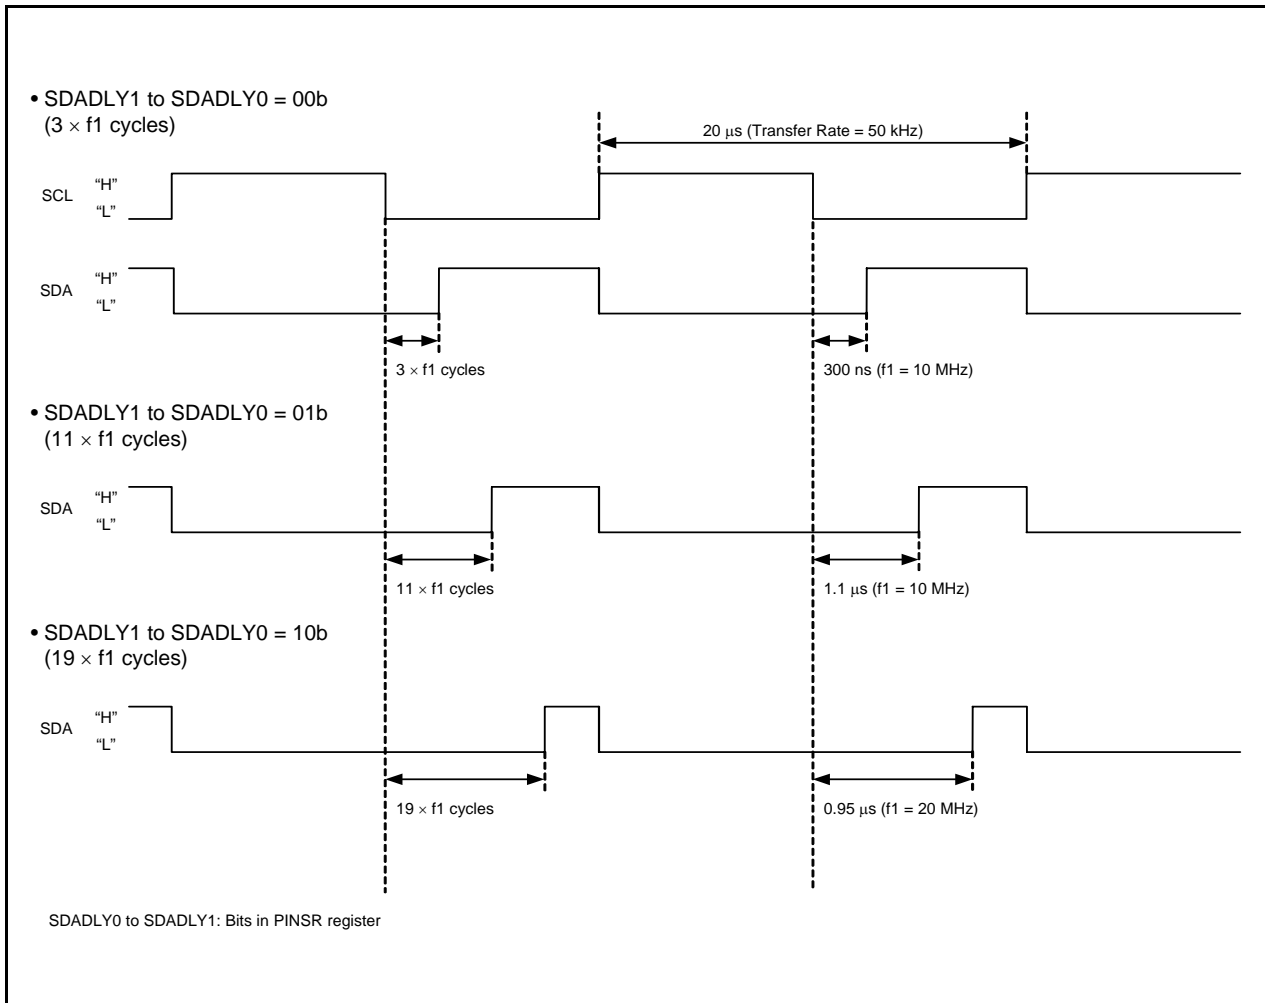 • SDADLY1 to SDADLY0 = 00b
(3 × f1 cycles)
20 μs (Transfer Rate = 50 kHz)
SCL
“H”
“L”
SDA
“H”
“L”
3 × f1 cycles
300 ns (f1 = 10 MHz)
• SDADLY1 to SDADLY0 = 01b
(11 × f1 cycles)
SDA
“H”
“L”
11 × f1 cycles
1.1 μs (f1 = 10 MHz)
• SDADLY1 to SDADLY0 = 10b
(19 × f1 cycles)
SDA
“H”
“L”
19 × f1 cycles
0.95 μs (f1 = 20 MHz)
SDADLY0 to SDADLY1: Bits in PINSR register